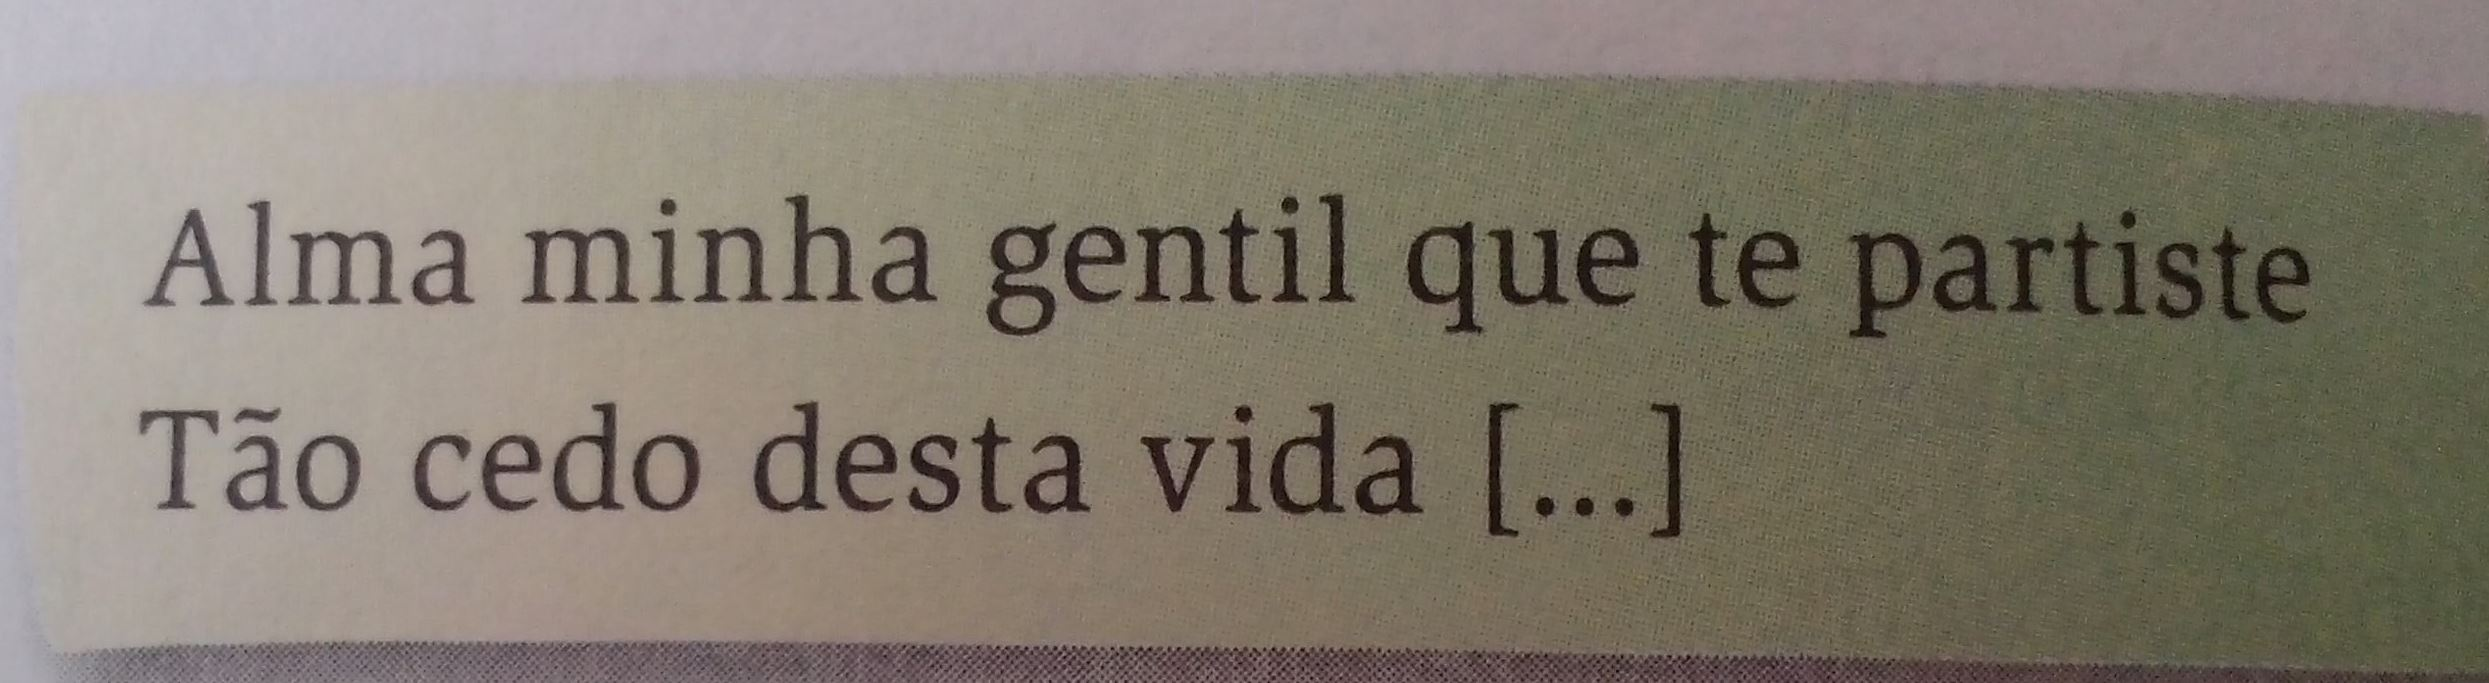 Alma minha gentil que te partiste
Tão cedo desta vida [...]